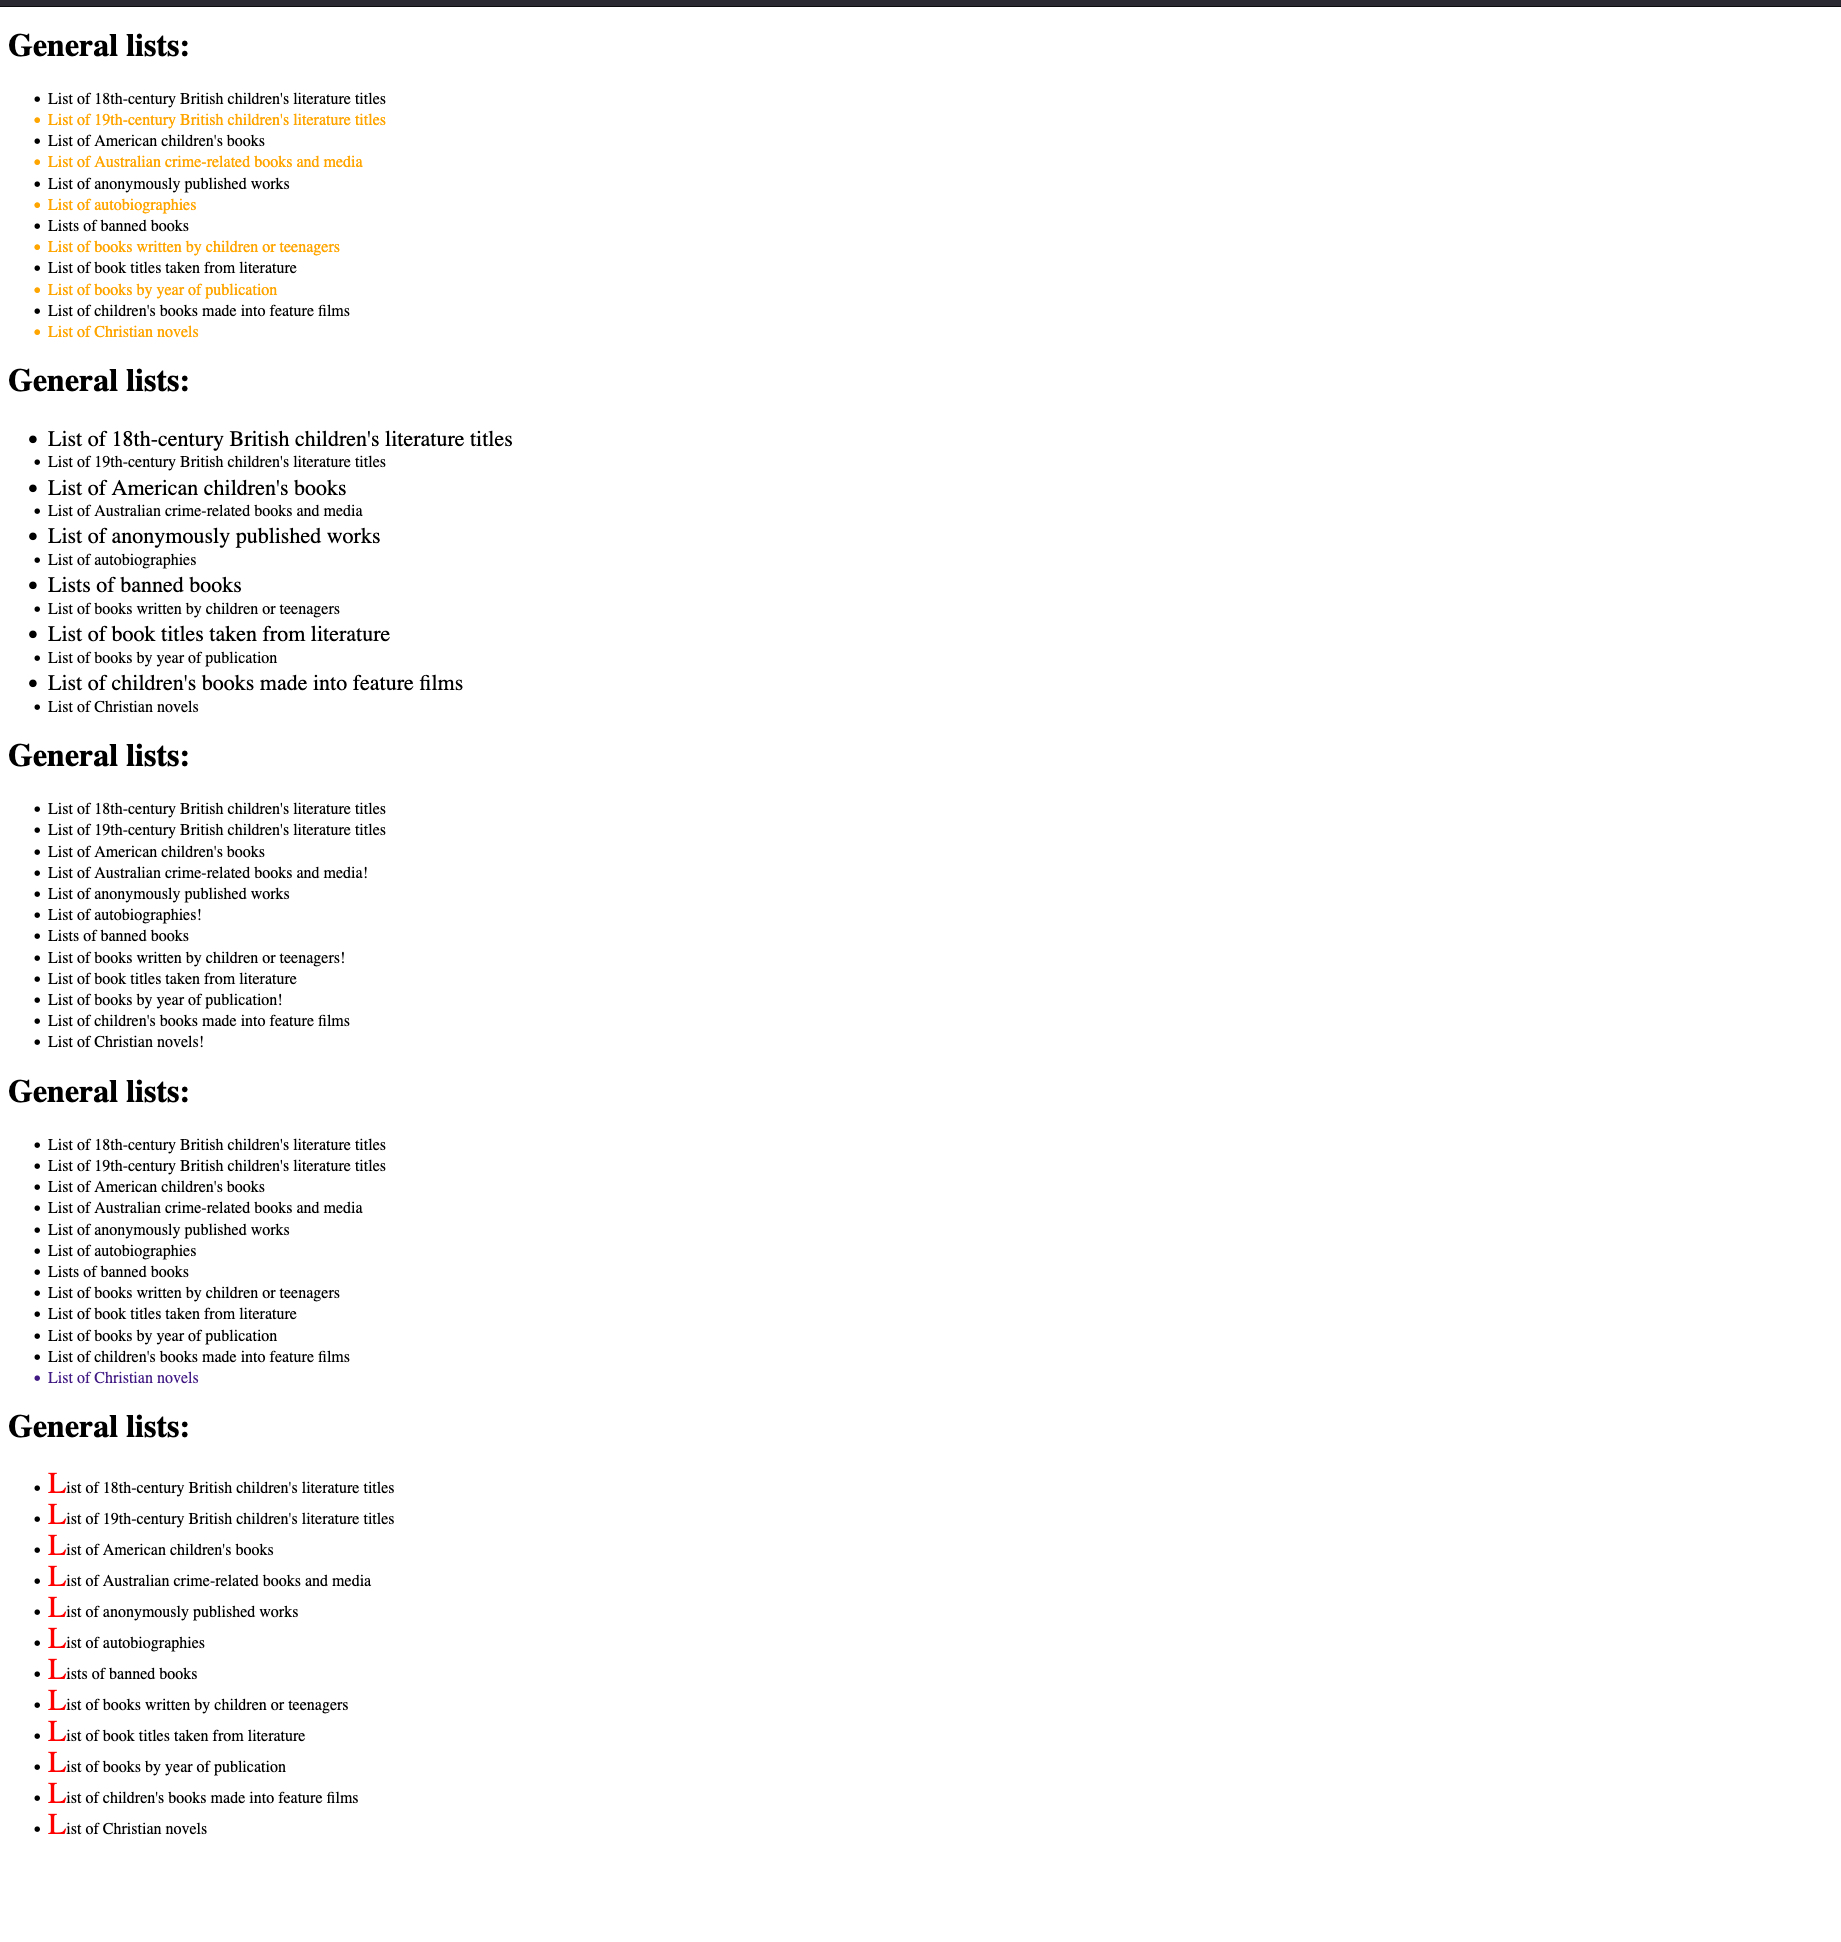 General lists:
• List of 18th-century British children's literature titles
• List of 19th-century British children's literature titles
• List of American children's books
• List of Australian crime-related books and media
• List of anonymously published works
• List of autobiographies
• Lists of banned books
• List of books written by children or teenagers
• List of book titles taken from literature
• List of books by year of publication
• List of children's books made into feature films
• List of Christian novels
General lists:
• List of 18th-century British children's literature titles
• List of 19th-century British children's literature titles
• List of American children's books
• List of Australian crime-related books and media
• List of anonymously published works
• List of autobiographies
• Lists of banned books
• List of books written by children or teenagers
• List of book titles taken from literature
• List of books by year of publication
• List of children's books made into feature films
• List of Christian novels
General lists:
• List of 18th-century British children's literature titles
• List of 19th-century British children's literature titles
• List of American children's books
• List of Australian crime-related books and media!
• List of anonymously published works
• List of autobiographies!
• Lists of banned books
• List of books written by children or teenagers!
• List of book titles taken from literature
• List of books by year of publication!
• List of children's books made into feature films
• List of Christian novels!
General lists:
• List of 18th-century British children's literature titles
• List of 19th-century British children's literature titles
• List of American children's books
• List of Australian crime-related books and media
• List of anonymously published works
• List of autobiographies
• Lists of banned books
• List of books written by children or teenagers
• List of book titles taken from literature
• List of books by year of publication
• List of children's books made into feature films
• List of Christian novels
General lists:
• List of 18th-century British children's literature titles
• List of 19th-century British children's literature titles
• List of American children's books
• List of Australian crime-related books and media
• List of anonymously published works
• List of autobiographies
• Lists of banned books
• List of books written by children or teenagers
• List of book titles taken from literature
• List of books by year of publication
• List of children's books made into feature films
• List of Christian novels